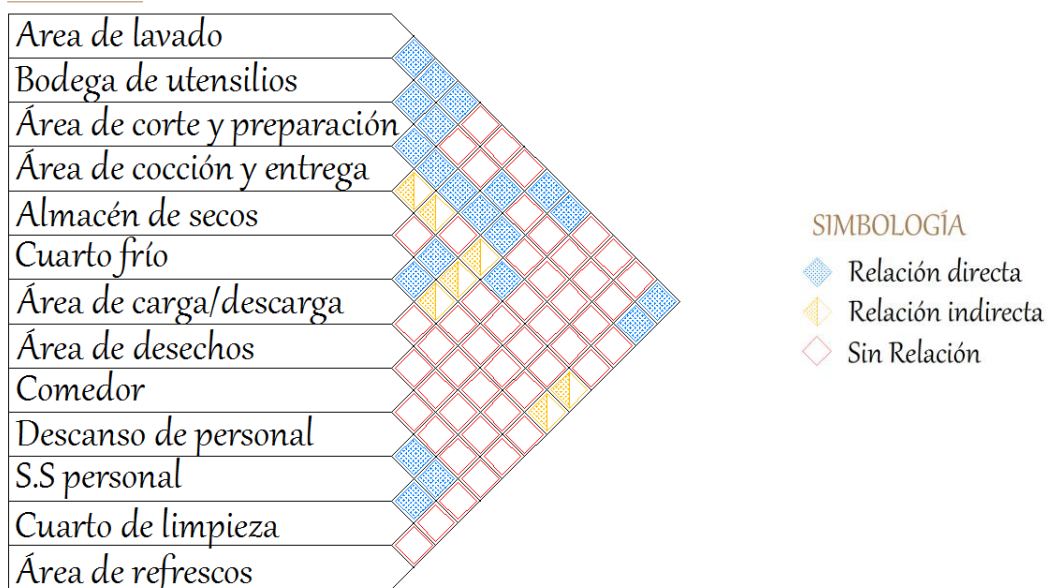 Area de lavado
Bodega de utensilios
Área de corte y preparación
Área de cocción y entrega
Almacén de secos
Cuarto frío
Área de carga/descarga
Área de desechos
Comedor
Descanso de personal
S.S personal
Cuarto de limpieza
Área de refrescos
SIMBOLOGÍA
Relación directa
Relación indirecta
Sin Relación